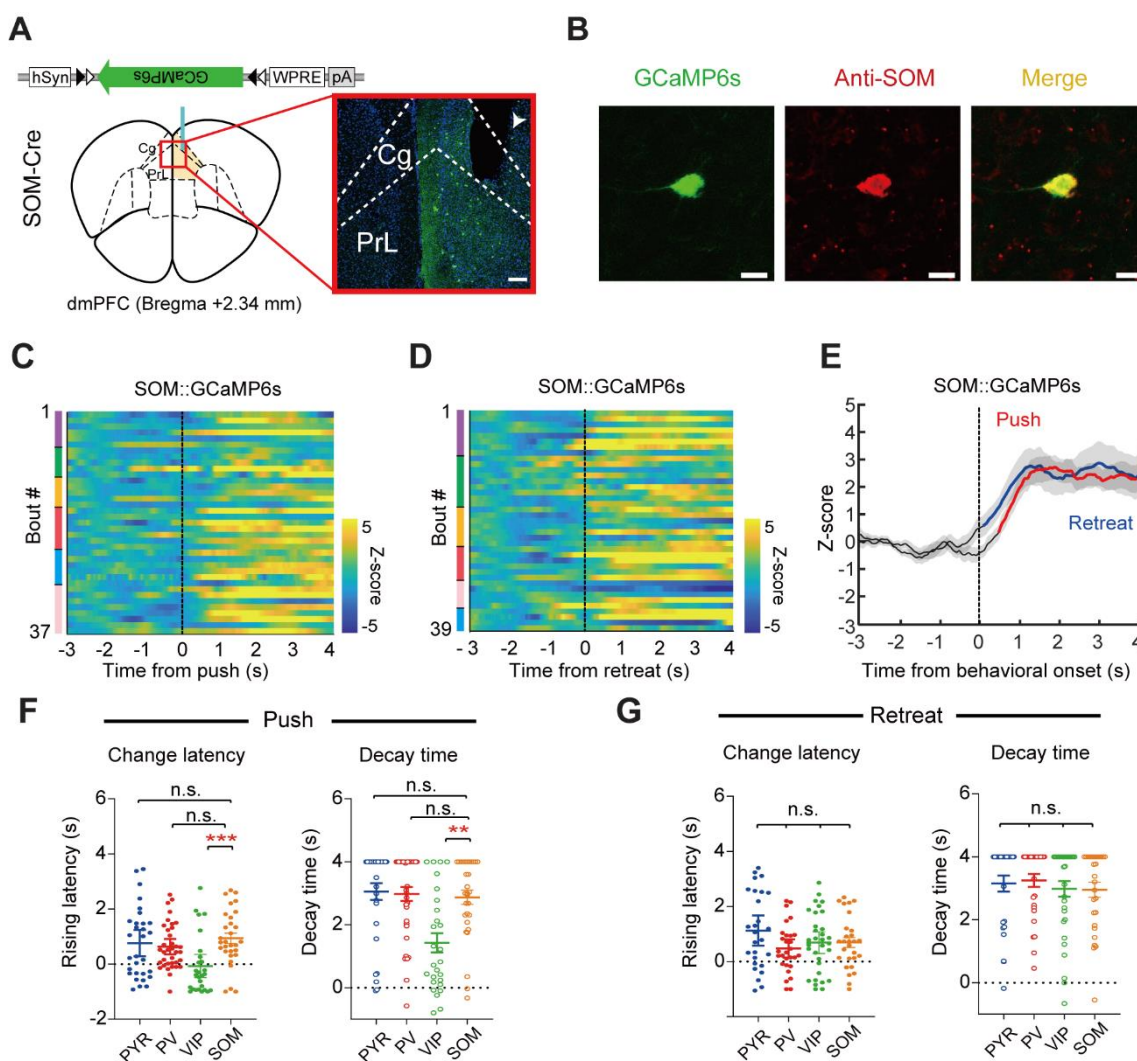 A
hSyn
GCaMP6s
WPRE
pA
SOM-Cre
Cg
PrL
Cg
PrL
dmPFC (Bregma +2.34 mm)
B
GCaMP6s
Anti-SOM
Merge
C
SOM::GCaMP6s
1
Bout #
37
-3 -2 -1 0 1 2 3 4
Time from push (s)
5
Z-score
-5
D
SOM::GCaMP6s
1
Bout #
39
-3 -2 -1 0 1 2 3 4
Time from retreat (s)
5
Z-score
-5
E
SOM::GCaMP6s
5
4
3
2
1
0
-1
-2
-3
Z-score
Push
Retreat
-3 -2 -1 0 1 2 3 4
Time from behavioral onset (s)
F
Push
Change latency
n.s.
n.s.
***
6
4
2
0
-2
Rising latency (s)
PYR PV VIP SOM
Decay time
n.s.
n.s.
**
6
4
2
0
Decay time (s)
PYR PV VIP SOM
G
Retreat
Change latency
n.s.
6
4
2
0
Rising latency (s)
PYR PV VIP SOM
Decay time
n.s.
6
4
2
0
Decay time (s)
PYR PV VIP SOM